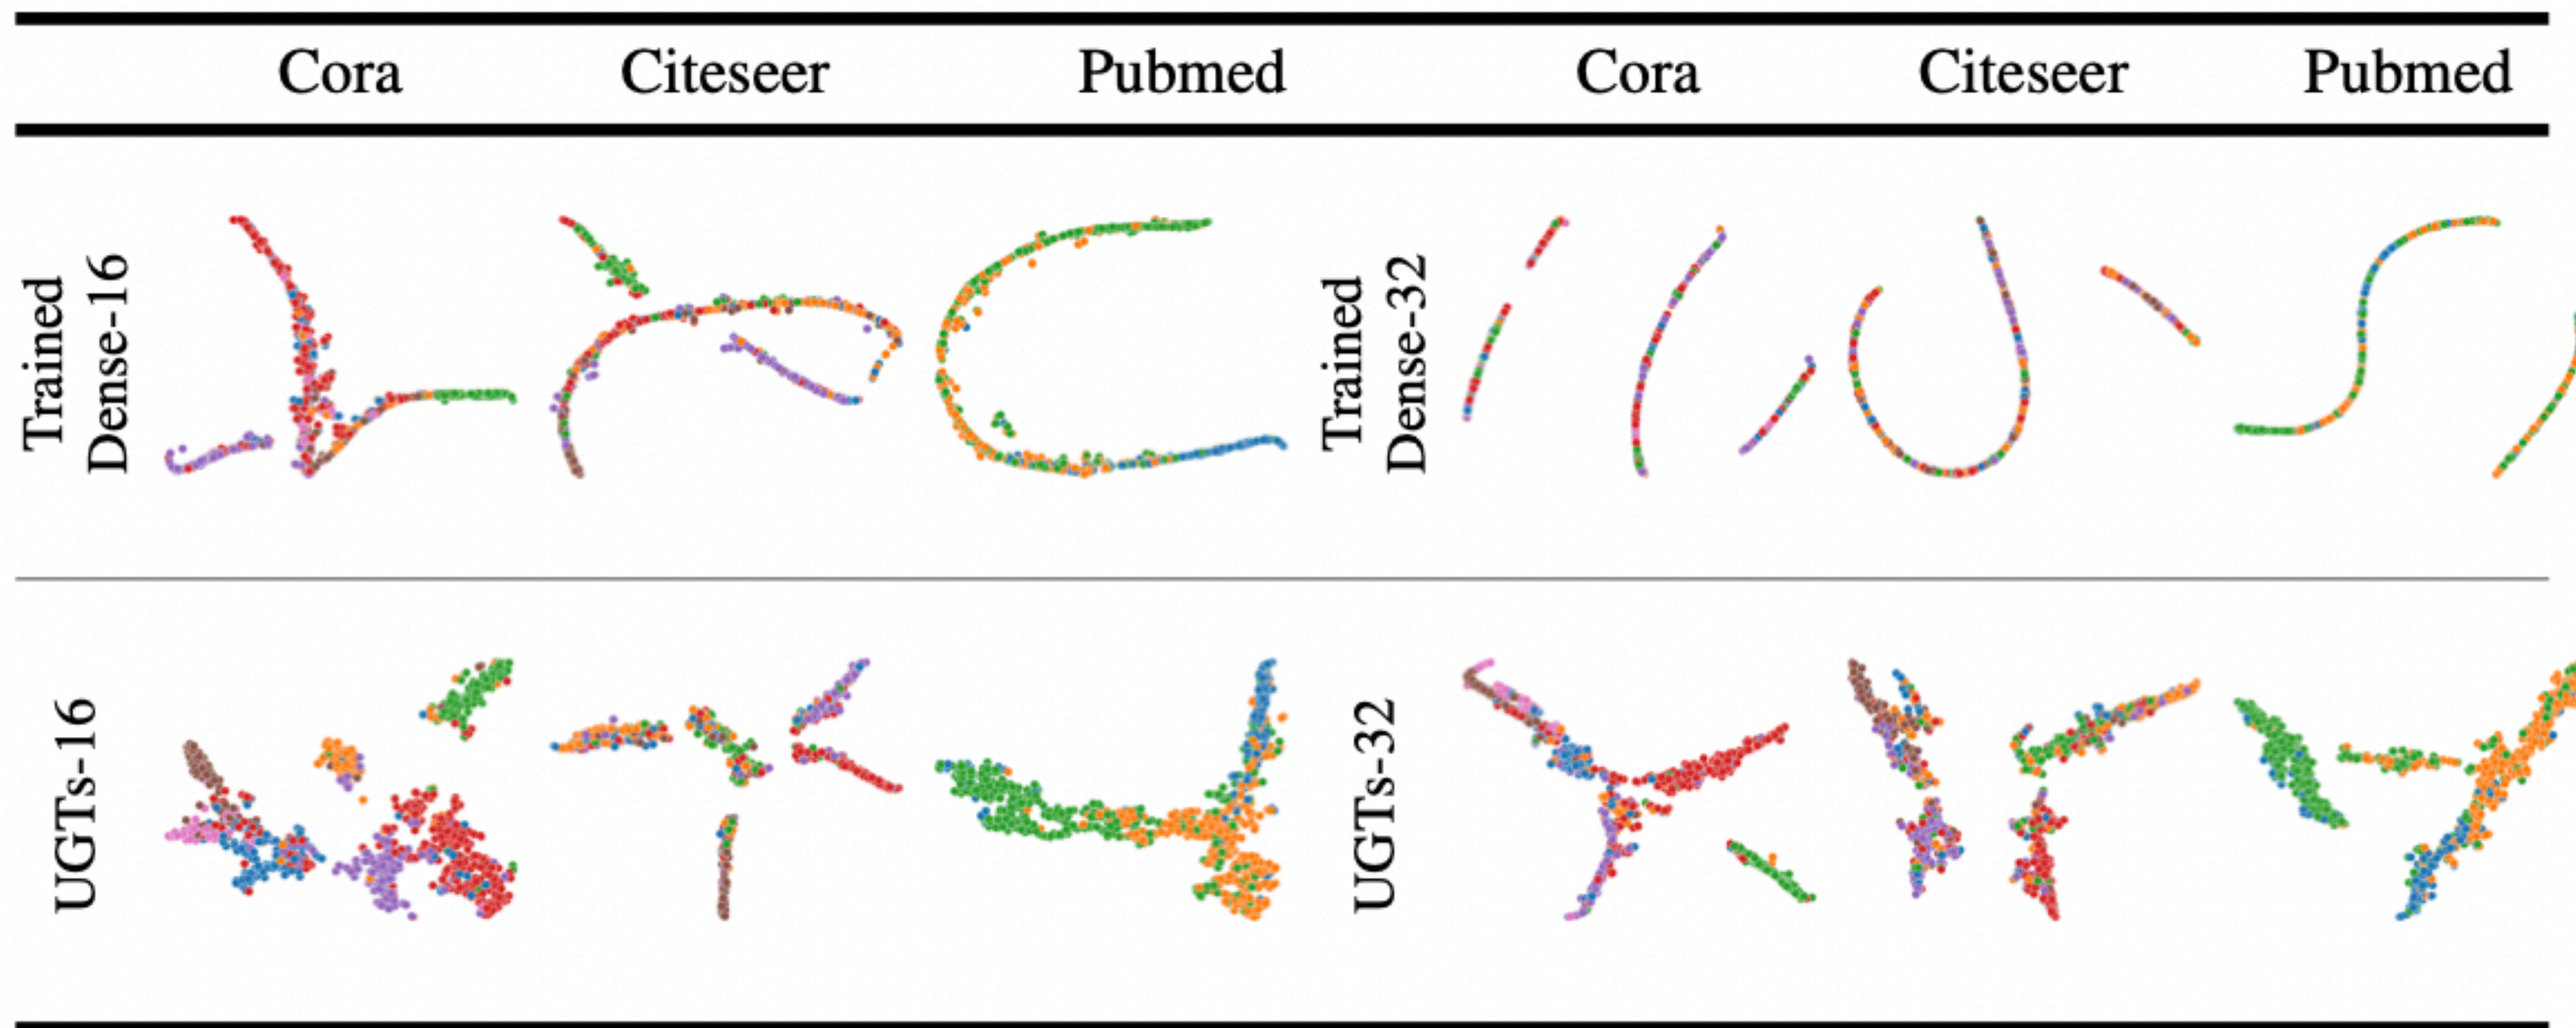 Cora Citeseer Pubmed Cora Citeseer Pubmed
Trained
Dense-16
Trained
Dense-32
UGTs-16
UGTs-32